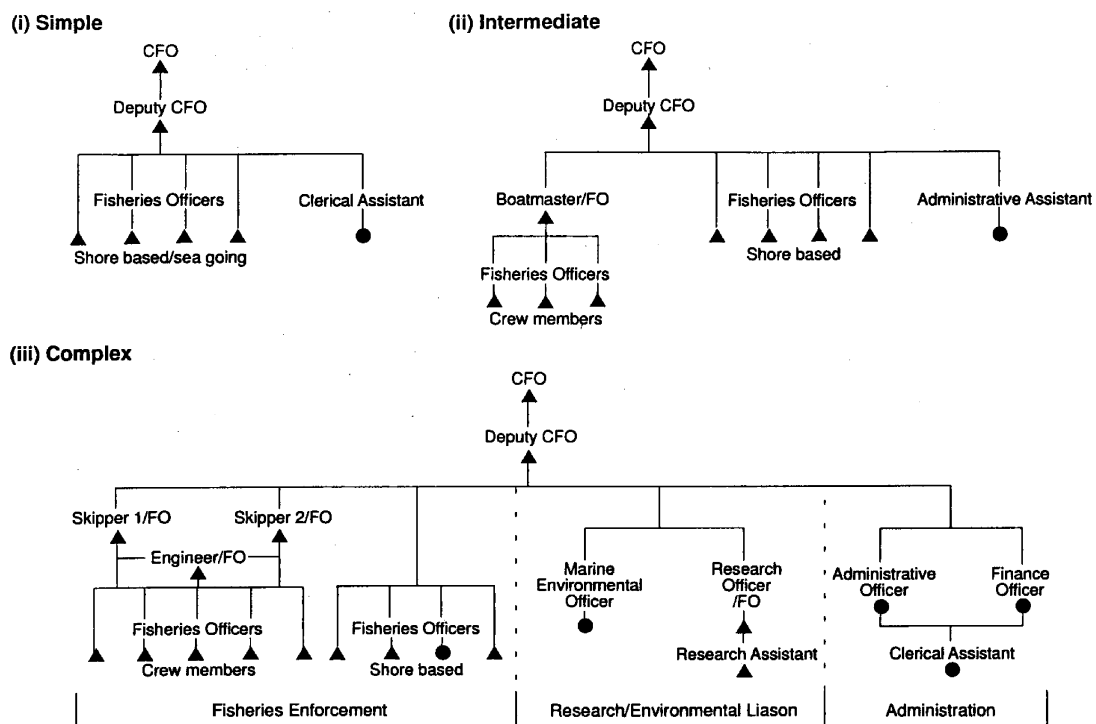 (i) Simple
CFO
Deputy CFO
Fisheries Officers
Clerical Assistant
Shore based/sea going
(ii) Intermediate
CFO
Deputy CFO
Boatmaster/FO
Fisheries Officers
Administrative Assistant
Shore based
Fisheries Officers
Crew members
(iii) Complex
CFO
Deputy CFO
Skipper 1/FO
Skipper 2/FO
Engineer/FO
Fisheries Officers
Crew members
Fisheries Officers
Shore based
Marine
Environmental
Officer
Research
Officer
/FO
Research Assistant
Administrative
Officer
Finance
Officer
Clerical Assistant
Fisheries Enforcement
Research/Environmental Liason
Administration